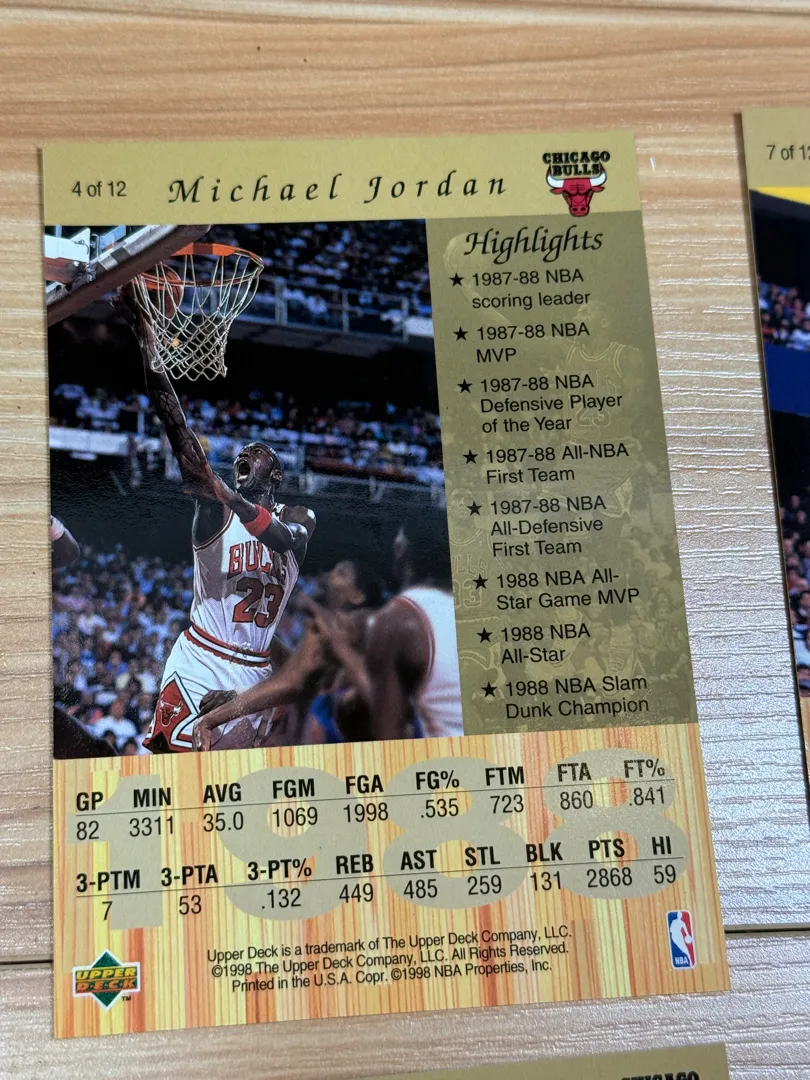 4 of 12 Michael Jordan CHICAGO BULLS
BULLS
23
Highlights
★ 1987-88 NBA
scoring leader
★ 1987-88 NBA
MVP
★ 1987-88 NBA
Defensive Player
of the Year
★ 1987-88 All-NBA
First Team
★ 1987-88 NBA
All-Defensive
First Team
★ 1988 NBA All-
Star Game MVP
★ 1988 NBA
All-Star
★ 1988 NBA Slam
Dunk Champion
1988
GP MIN AVG FGM FGA FG% FTM FTA FT%
82 3311 35.0 1069 1998 .535 723 860 .841
3-PTM 3-PTA 3-PT% REB AST STL BLK PTS HI
7 53 .132 449 485 259 131 2868 59
Upper Deck is a trademark of The Upper Deck Company, LLC.
©1998 The Upper Deck Company, LLC. All Rights Reserved.
Printed in the U.S.A. Copr. ©1998 NBA Properties, Inc.
UPPER
DECK
TM
NBA
7 of 12
CHICAGO